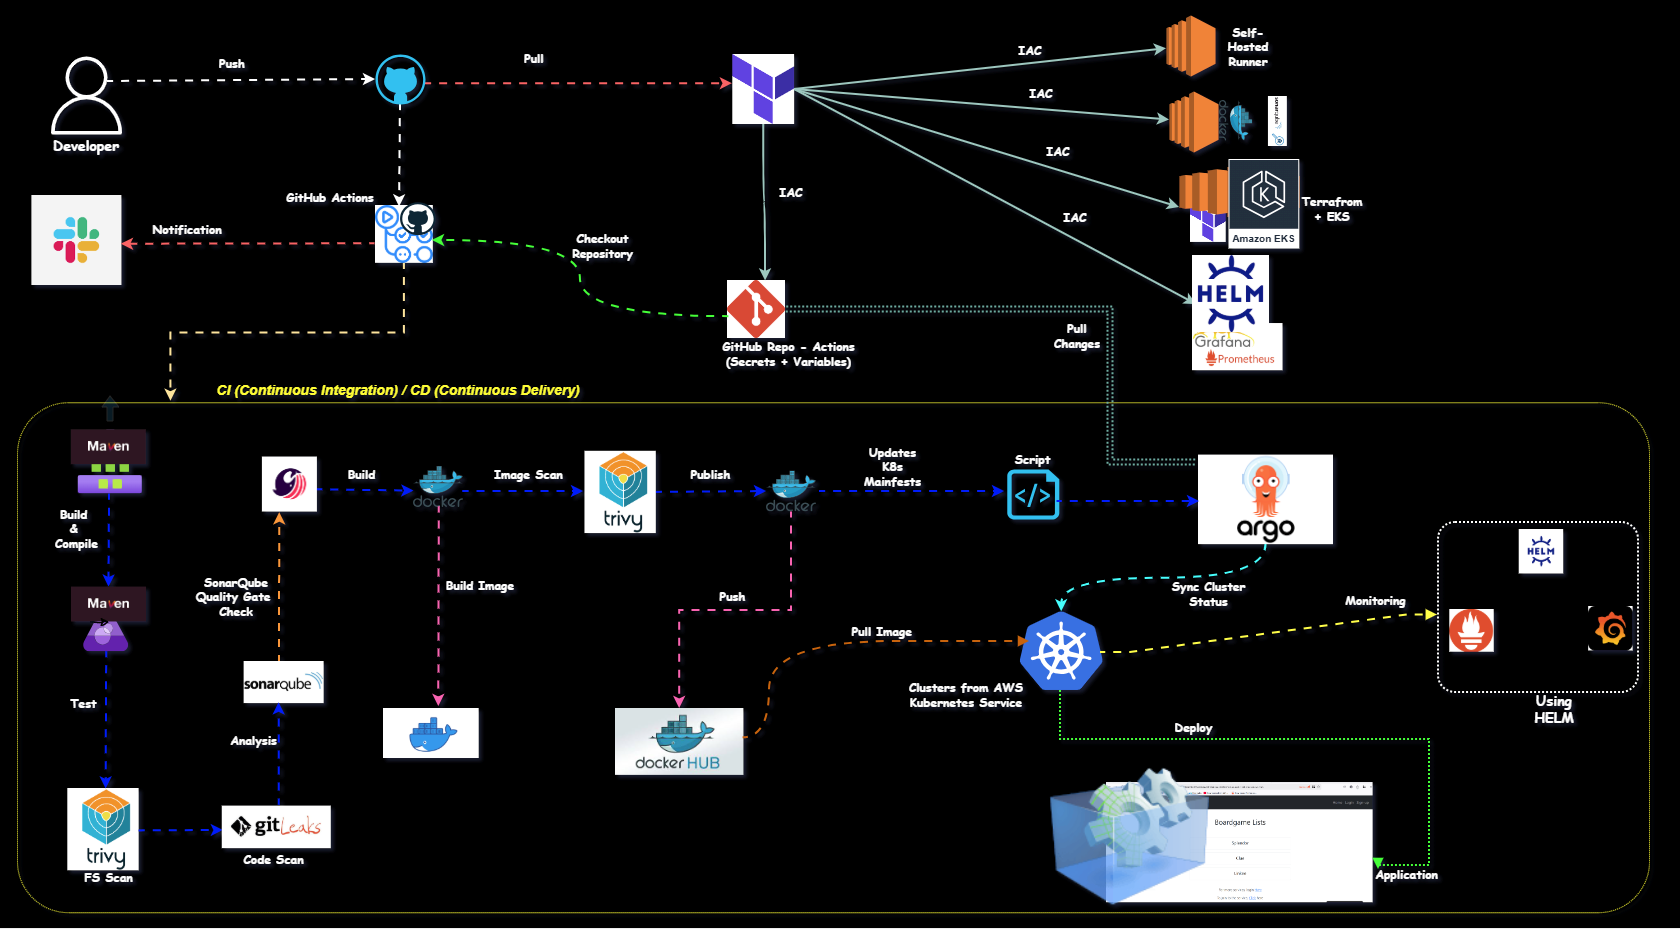 Push
Pull
IAC
Self-
Hosted
Runner
Developer
IAC
docker
IAC
IAC
GitHub Actions
IAC
Amazon EKS
Terrafrom
+ EKS
Notification
Checkout
Repository
HELM
GitHub Repo - Actions
(Secrets + Variables)
Pull
Changes
Grafana
Prometheus
CI (Continuous Integration) / CD (Continuous Delivery)
Maven
Build
docker
Image Scan
trivy
Publish
docker
Updates
K8s
Mainfests
Script
</>
argo
Build
&
Compile
HELM
Maven
SonarQube
Quality Gate
Check
Build Image
Push
Sync Cluster
Status
Monitoring
Pull Image
sonarqube
Clusters from AWS
Kubernetes Service
Using
HELM
Test
Analysis
docker HUB
Deploy
trivy
FS Scan
gitLeaks
Code Scan
Boardgame Lists
Splendor
Clue
Application